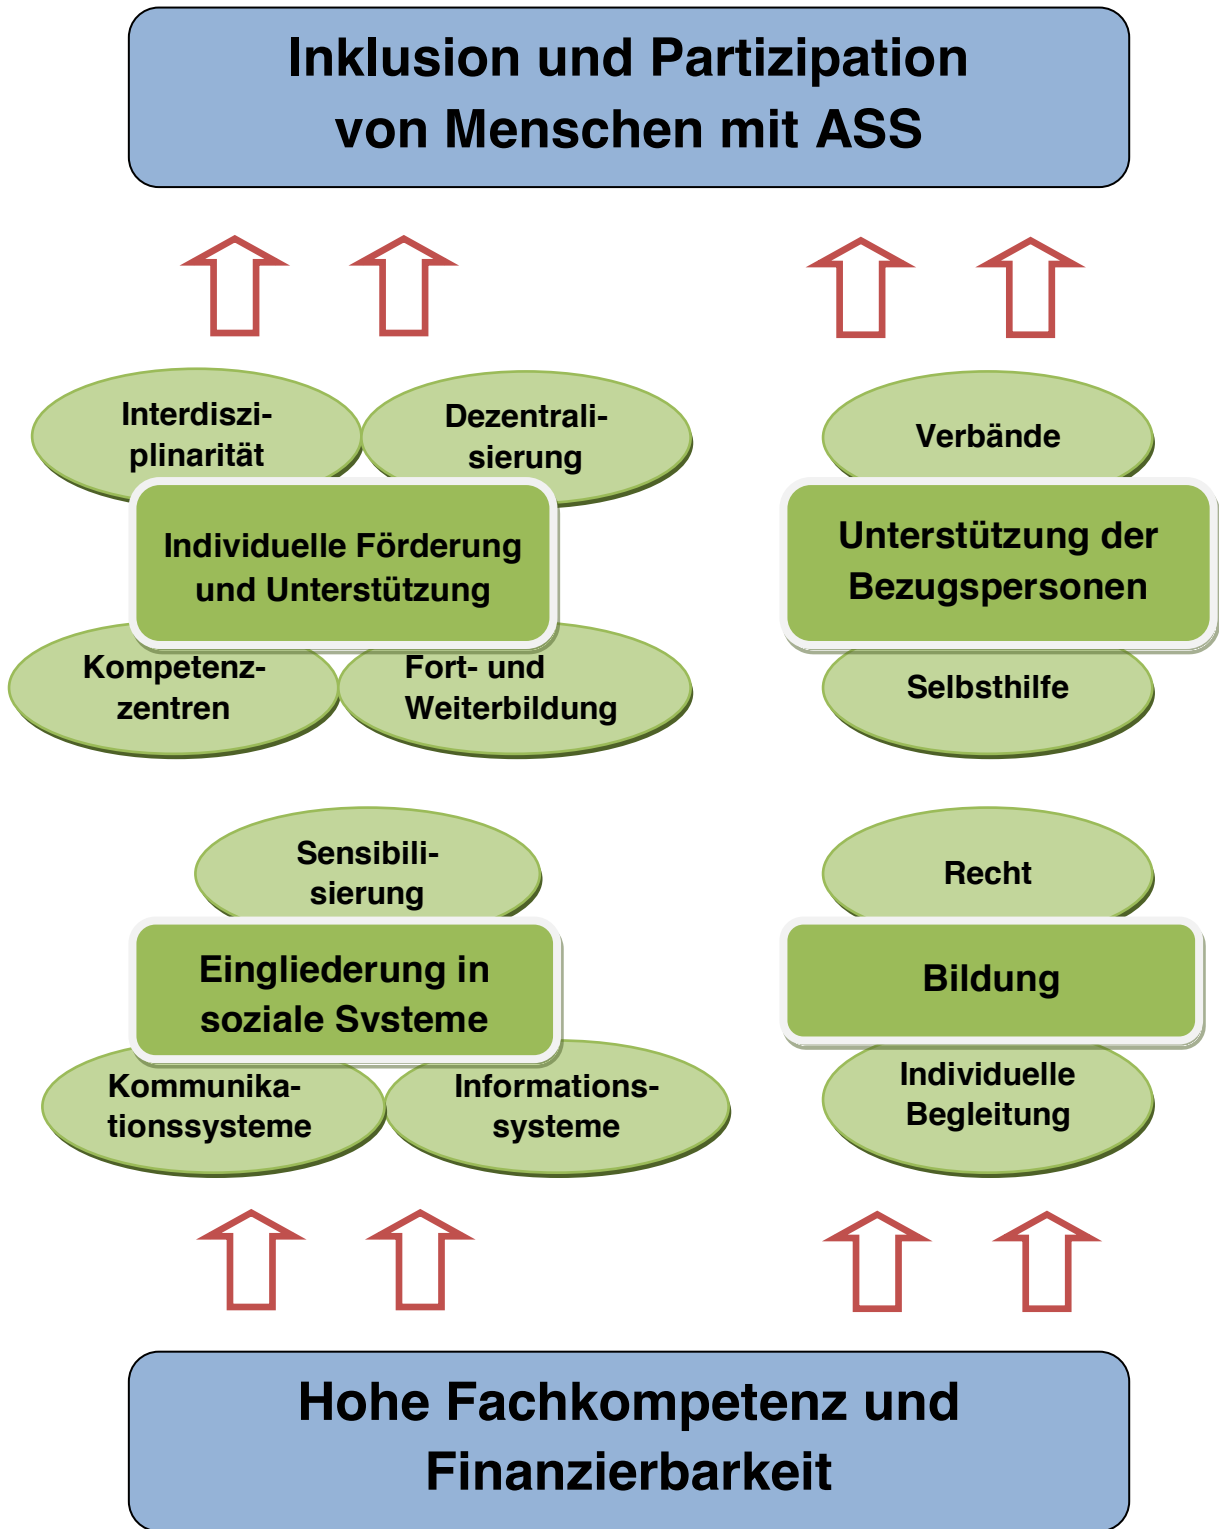 Inklusion und Partizipation
von Menschen mit ASS
Interdiszi-
plinarität
Dezentrali-
sierung
Individuelle Förderung
und Unterstützung
Kompetenz-
zentren
Fort- und
Weiterbildung
Verbände
Unterstützung der
Bezugspersonen
Selbsthilfe
Sensibili-
sierung
Eingliederung in
soziale Systeme
Kommunika-
tionssysteme
Informations-
systeme
Recht
Bildung
Individuelle
Begleitung
Hohe Fachkompetenz und
Finanzierbarkeit